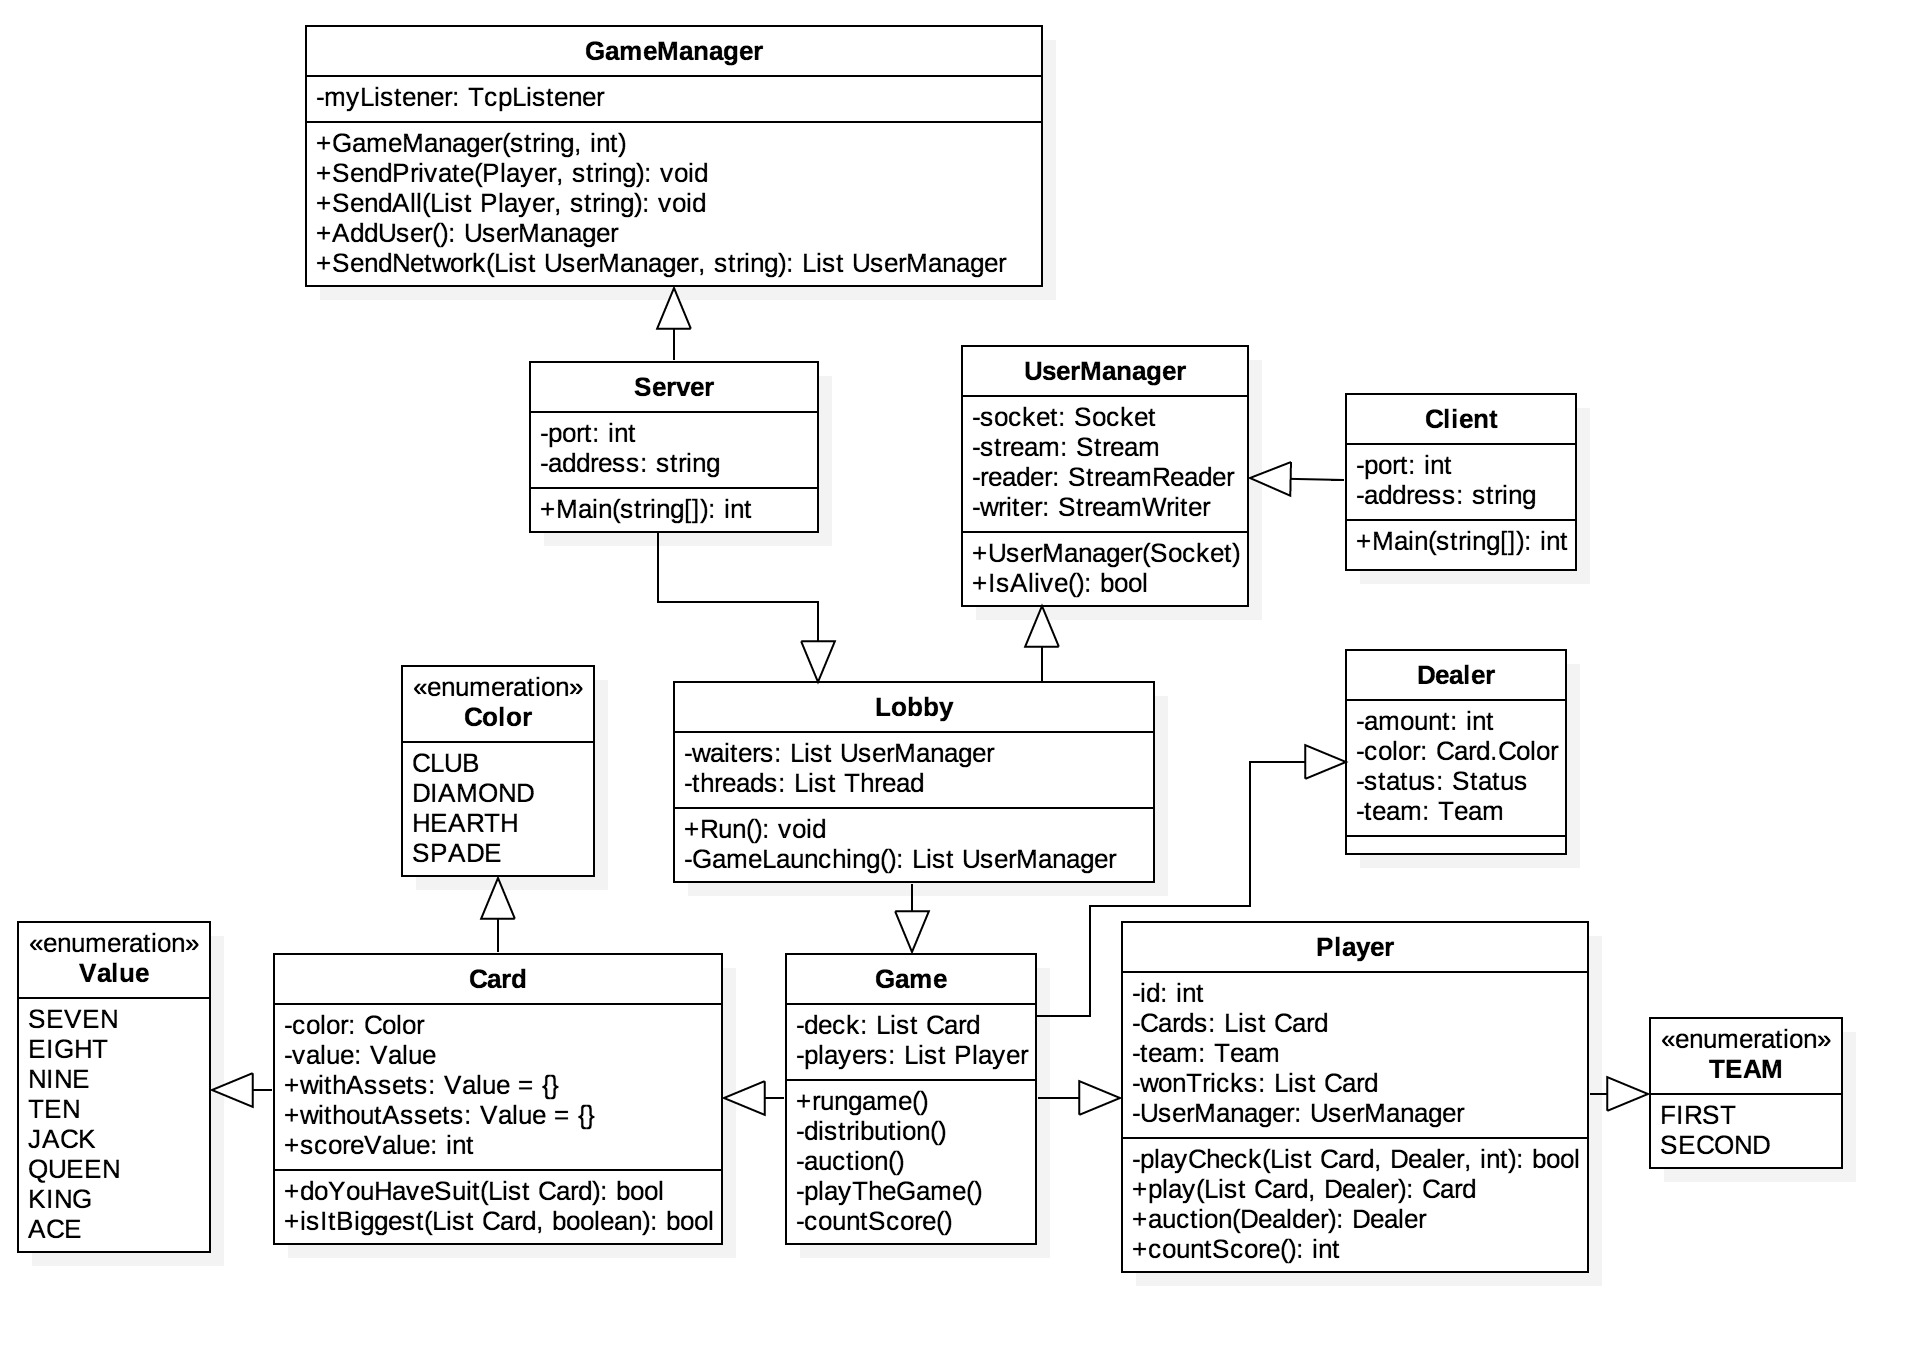 GameManager
-myListener: TcpListener
+GameManager(string, int)
+SendPrivate(Player, string): void
+SendAll(List Player, string): void
+AddUser(): UserManager
+SendNetwork(List UserManager, string): List UserManager
Server
-port: int
-address: string
+Main(string[]): int
UserManager
-socket: Socket
-stream: Stream
-reader: StreamReader
-writer: StreamWriter
+UserManager(Socket)
+IsAlive(): bool
Client
-port: int
-address: string
+Main(string[]): int
«enumeration»
Color
CLUB
DIAMOND
HEARTH
SPADE
Lobby
-waiters: List UserManager
-threads: List Thread
+Run(): void
-GameLaunching(): List UserManager
Dealer
-amount: int
-color: Card.Color
-status: Status
-team: Team
«enumeration»
Value
SEVEN
EIGHT
NINE
TEN
JACK
QUEEN
KING
ACE
Card
-color: Color
-value: Value
+withAssets: Value = {}
+withoutAssets: Value = {}
+scoreValue: int
+doYouHaveSuit(List Card): bool
+isItBiggest(List Card, boolean): bool
Game
-deck: List Card
-players: List Player
+rungame()
-distribution()
-auction()
-playTheGame()
-countScore()
Player
-id: int
-Cards: List Card
-team: Team
-wonTricks: List Card
-UserManager: UserManager
-playCheck(List Card, Dealer, int): bool
+play(List Card, Dealer): Card
+auction(Dealder): Dealer
+countScore(): int
«enumeration»
TEAM
FIRST
SECOND